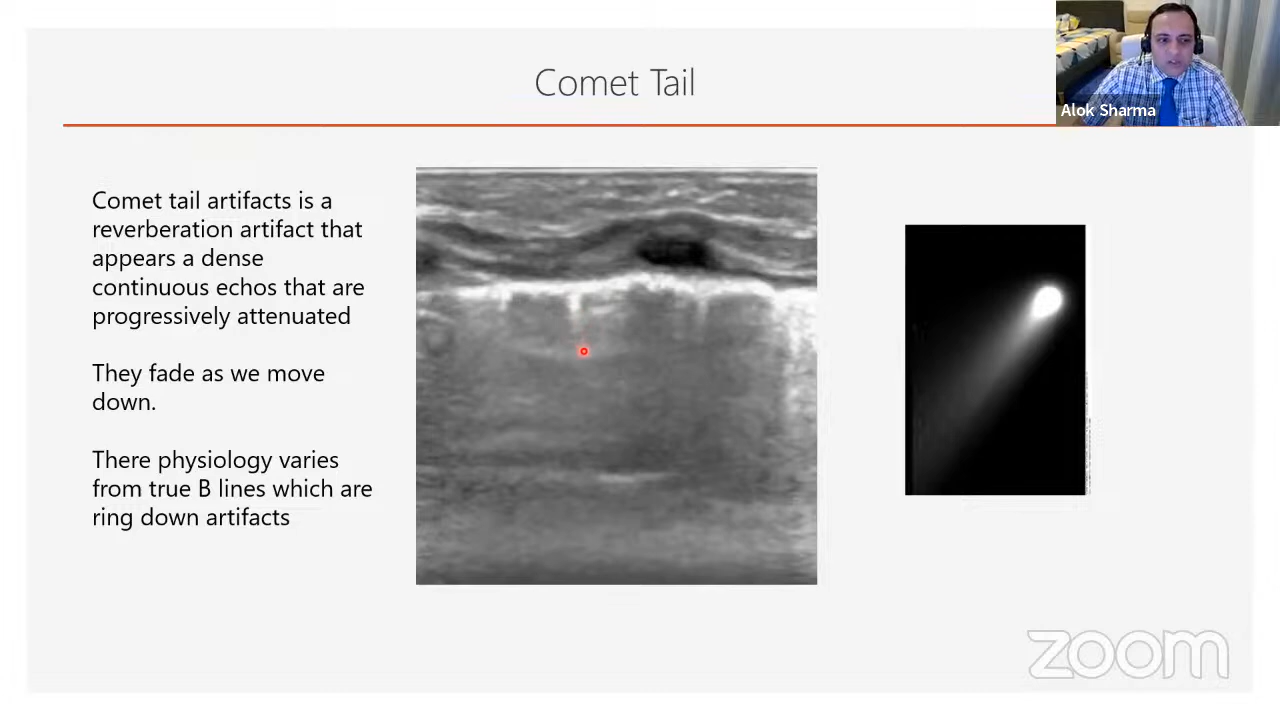 Comet Tail
Alok Sharma
Comet tail artifacts is a
reverberation artifact that
appears a dense
continuous echos that are
progressively attenuated
They fade as we move
down.
There physiology varies
from true B lines which are
ring down artifacts
zoom